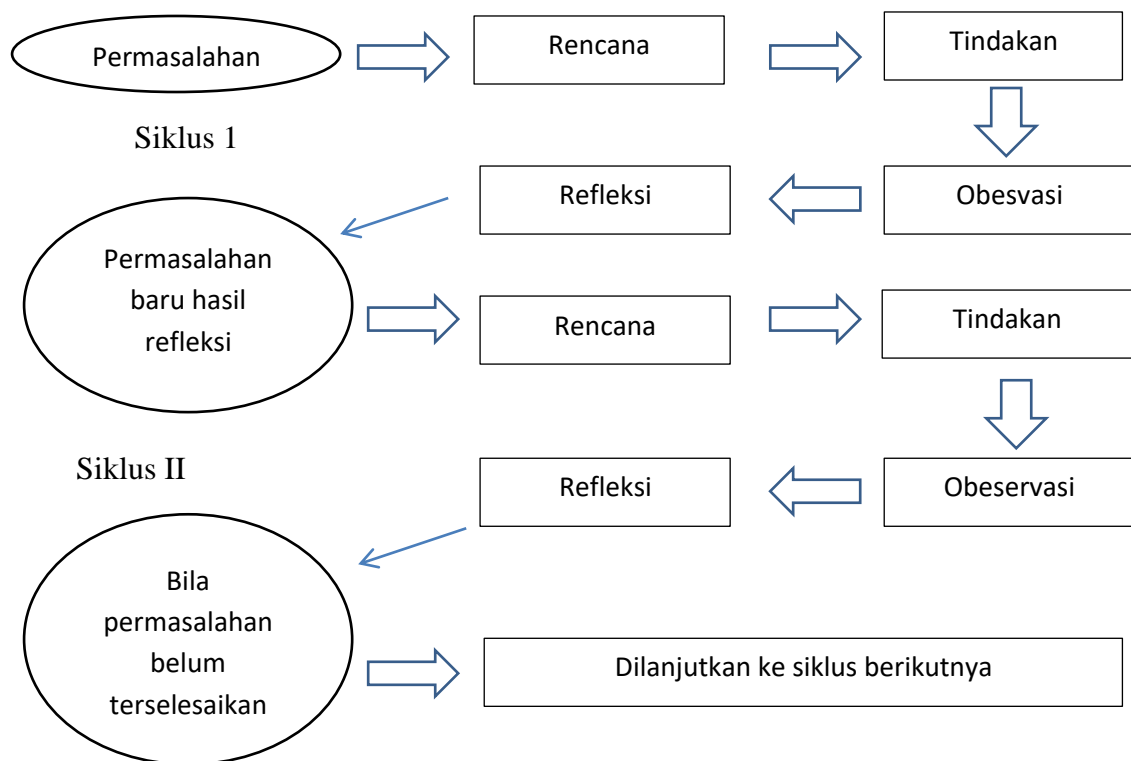 Permasalahan
Rencana
Tindakan
Siklus 1
Refleksi
Obesvasi
Permasalahan
baru hasil
refleksi
Rencana
Tindakan
Siklus II
Refleksi
Obeservasi
Bila
permasalahan
belum
terselesaikan
Dilanjutkan ke siklus berikutnya